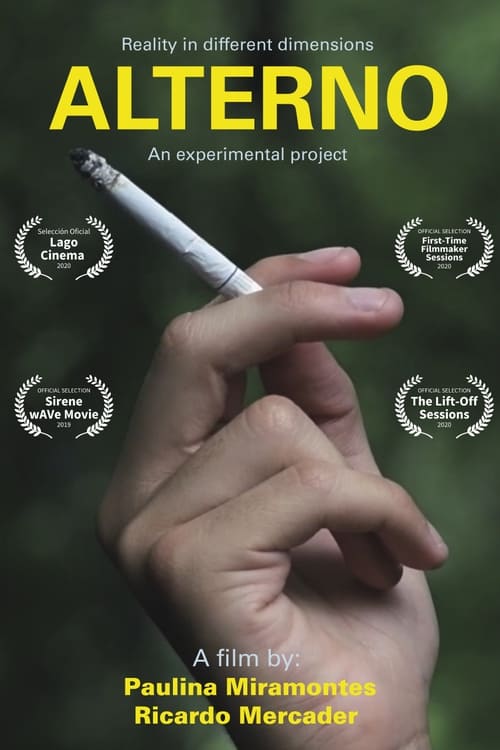 Reality in different dimensions
ALTERNO
An experimental project
Selección Oficial
Lago
Cinema
2020
OFFICIAL SELECTION
First-Time
Filmmaker
Sessions
2020
OFFICIAL SELECTION
Sirene
wAVe Movie
2019
OFFICIAL SELECTION
The Lift-Off
Sessions
2020
A film by:
Paulina Miramontes
Ricardo Mercader